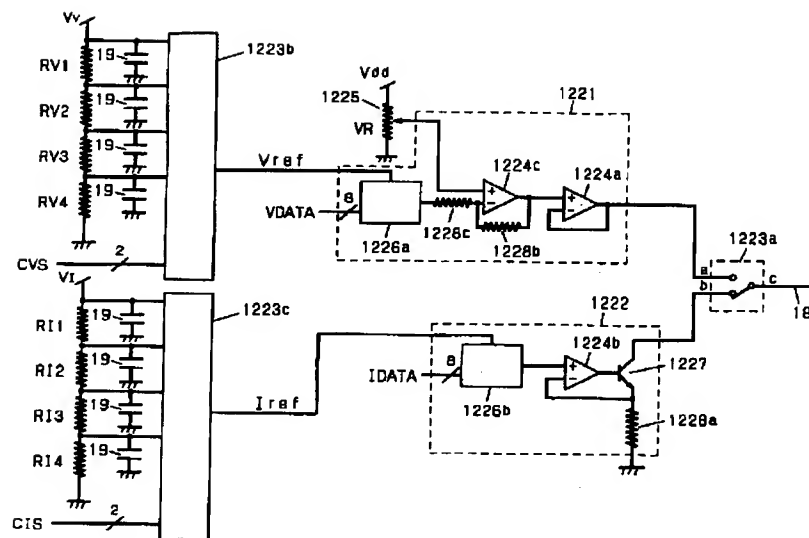 Vv
19
1223b
RV1
19
RV2
19
RV3
19
RV4
CVS
2
Vref
Vdd
1225
VR
1221
1224c
1224a
8
VDATA
1226a
1228c
1228b
1223a
a
b
c
18
VI
19
1223c
RI1
19
RI2
19
RI3
19
RI4
CIS
2
Iref
1222
1224b
8
IDATA
1226b
1227
1228a